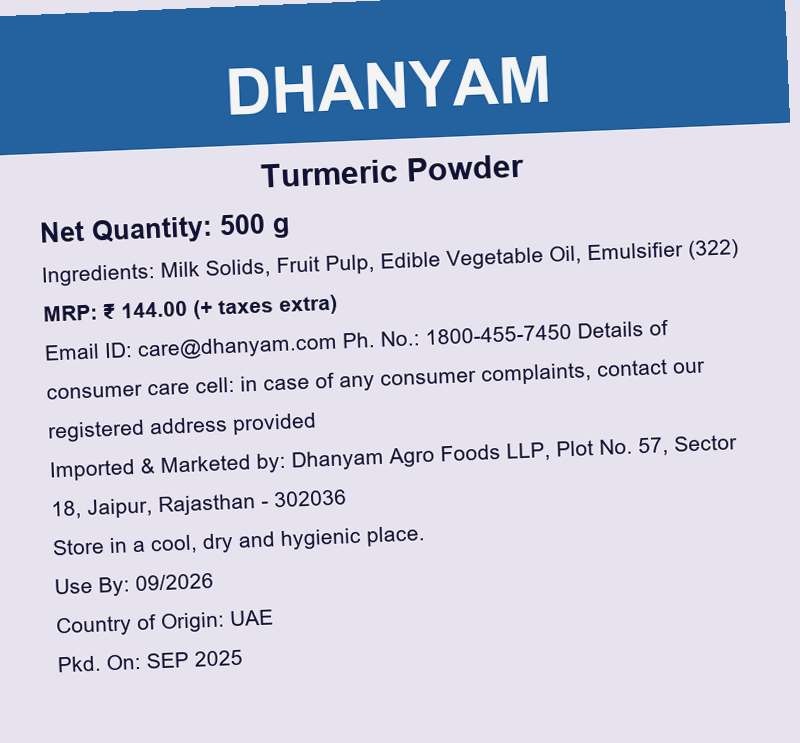 DHANYAM
Turmeric Powder
Net Quantity: 500 g
Ingredients: Milk Solids, Fruit Pulp, Edible Vegetable Oil, Emulsifier (322)
MRP: ₹ 144.00 (+ taxes extra)
Email ID: care@dhanyam.com Ph. No.: 1800-455-7450 Details of
consumer care cell: in case of any consumer complaints, contact our
registered address provided
Imported & Marketed by: Dhanyam Agro Foods LLP, Plot No. 57, Sector
18, Jaipur, Rajasthan - 302036
Store in a cool, dry and hygienic place.
Use By: 09/2026
Country of Origin: UAE
Pkd. On: SEP 2025